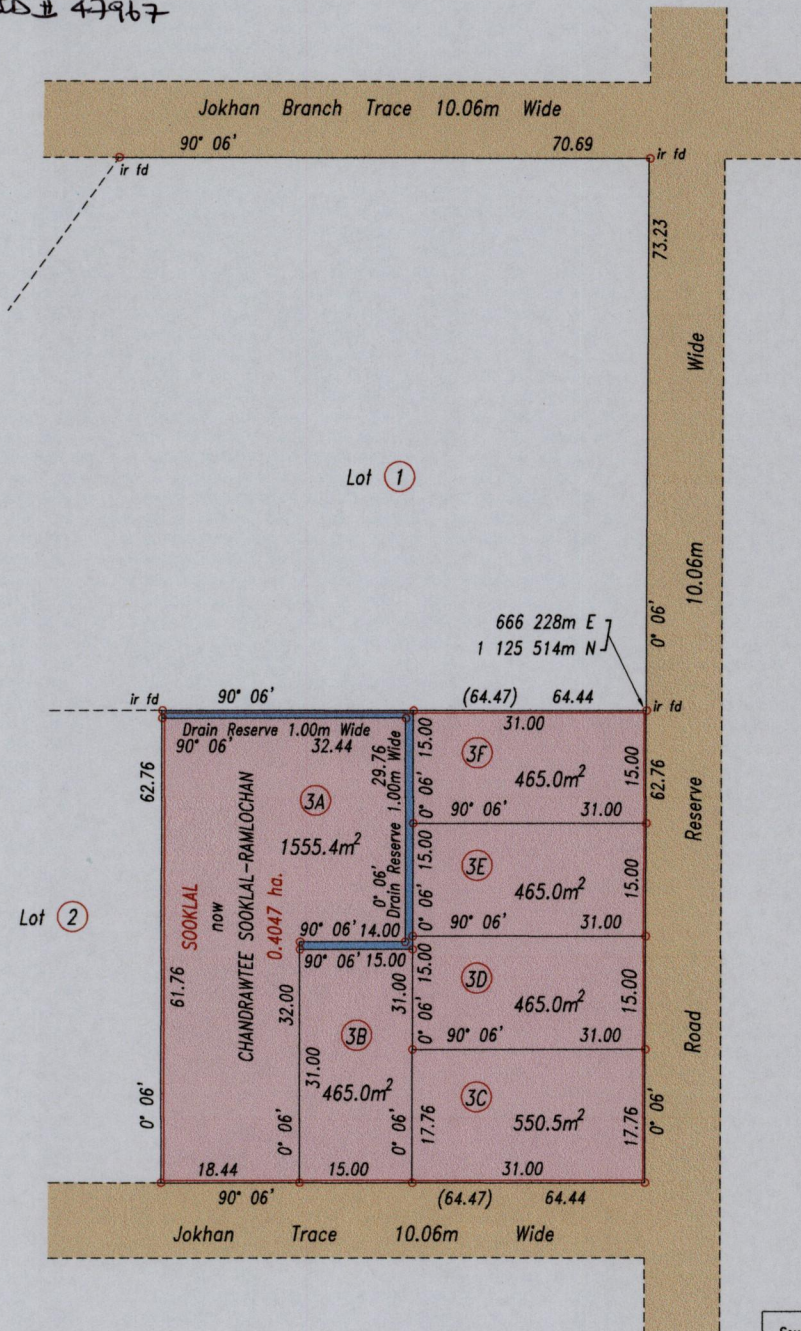 47967
Jokhan Branch Trace 10.06m Wide
90° 06' 70.69
ir fd
ir fd
73.23
Wide
Lot 1
10.06m
666 228m E
1 125 514m N
0° 06'
ir fd 90° 06' (64.47) 64.44 ir fd
Drain Reserve 1.00m Wide
90° 06' 32.44
31.00
15.00
3F
465.0m²
15.00
0° 06'
90° 06' 31.00
62.76
62.76
29.76
Drain Reserve 1.00m Wide
0° 06'
3A
1555.4m²
CHANDRAWTEE SOOKLAL-RAMLOCHAN
now
SOOKLAL
0.4047 ha.
Reserve
15.00
3E
465.0m²
15.00
0° 06'
90° 06' 31.00
Lot 2
90° 06' 14.00
90° 06' 15.00
61.76
32.00
31.00
15.00
3D
465.0m²
15.00
0° 06'
90° 06' 31.00
Road
3B
31.00
465.0m²
3C
550.5m²
17.76
17.76
0° 06'
0° 06'
0° 06'
0° 06'
18.44 15.00 31.00
90° 06' (64.47) 64.44
Jokhan Trace 10.06m Wide